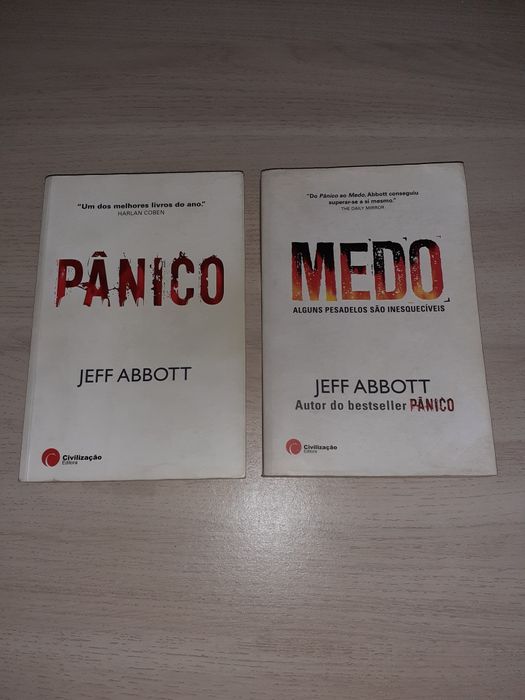 "Um dos melhores livros do ano."
HARLAN COBEN
PÂNICO
JEFF ABBOTT
Civilização
Editora
"Do Pânico ao Medo, Abbott conseguiu
superar-se a si mesmo."
THE DAILY MIRROR
MEDO
ALGUNS PESADELOS SÃO INESQUECÍVEIS
JEFF ABBOTT
Autor do bestseller PÂNICO
Civilização
Editora